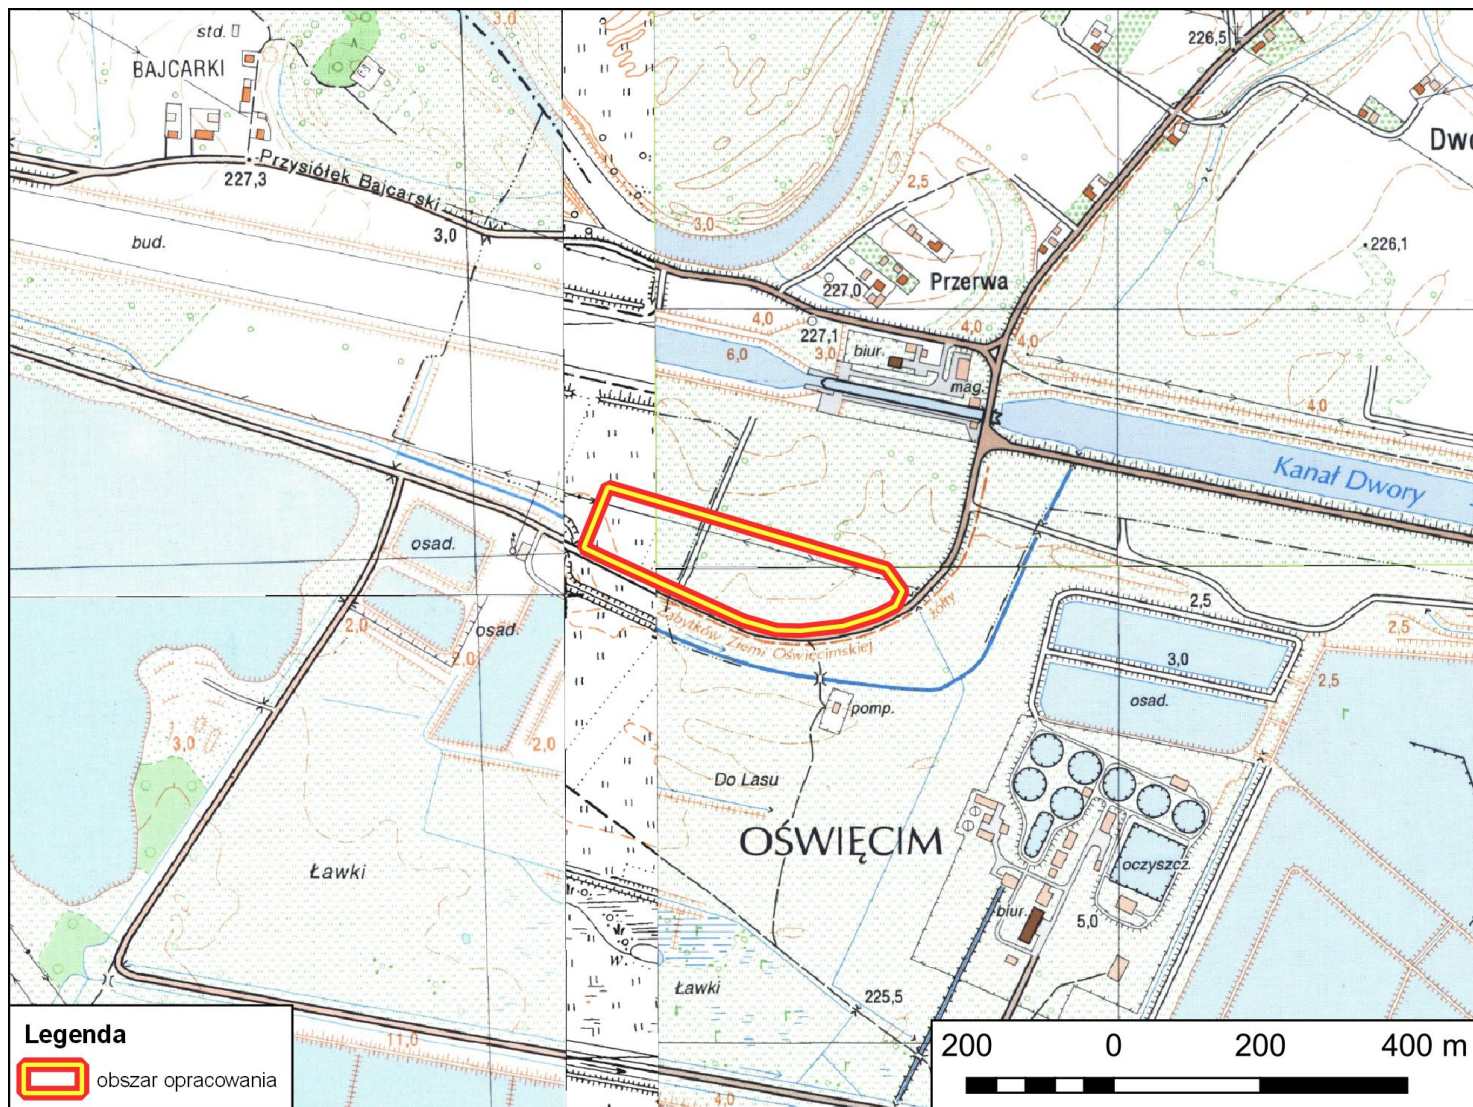 3,0
std.
BAJCARKI
226,5
Dwo
Przysiółek Bajcarski
227,3
2,5
3,0
3,0
bud.
226,1
227,0
Przerwa
4,0
227,1
4,0
4,0
6,0
3,0
biur.
mag.
4,0
Kanał Dwory
osad.
osad.
2,0
2,0
żółty
Zabytków Ziemi Oświęcimskiej
2,5
2,5
3,0
2,5
osad.
r
pomp.
3,0
2,0
Do Lasu
OŚWIĘCIM
oczyszcz.
Ławki
biur.
5,0
r
w.
Ławki
r
225,5
r
r
11,0
4,0
Legenda
obszar opracowania
200 0 200 400 m